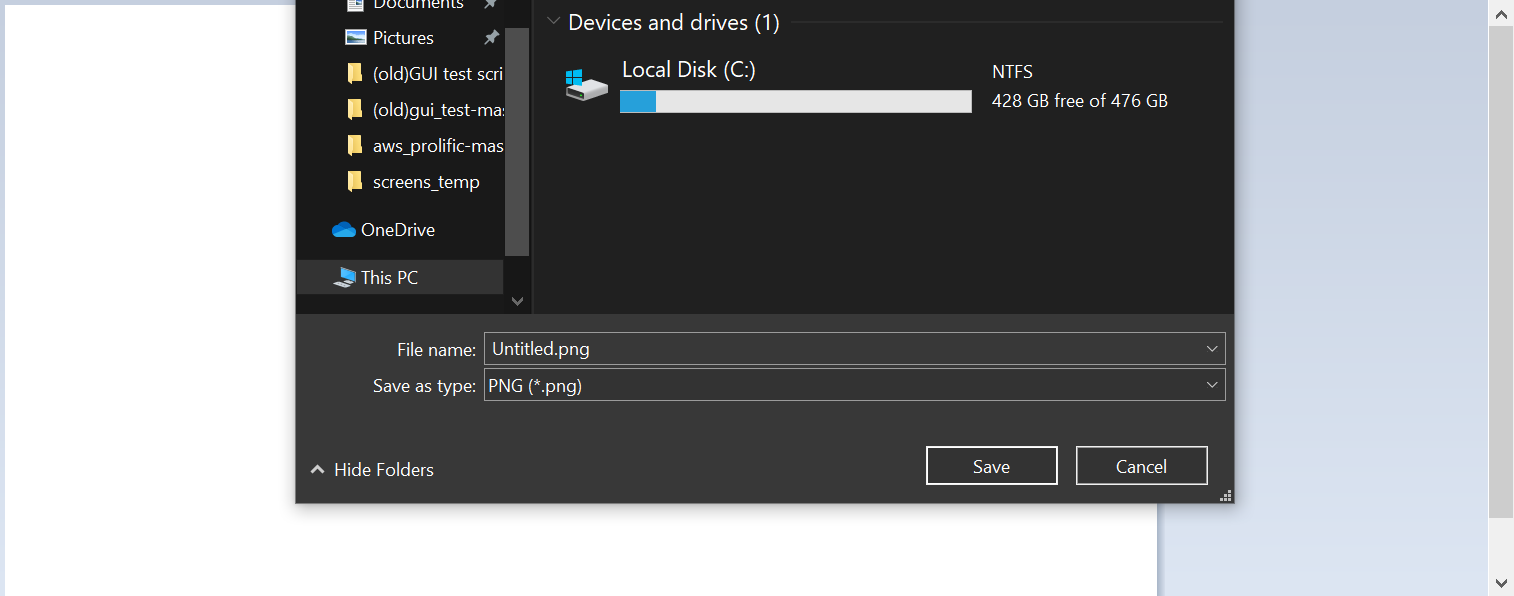 Documents
Pictures
(old)GUI test scri
(old)gui_test-mas
aws_prolific-mas
screens_temp
OneDrive
This PC
Devices and drives (1)
Local Disk (C:)
NTFS
428 GB free of 476 GB
File name: Untitled.png
Save as type: PNG (*.png)
Hide Folders
Save Cancel